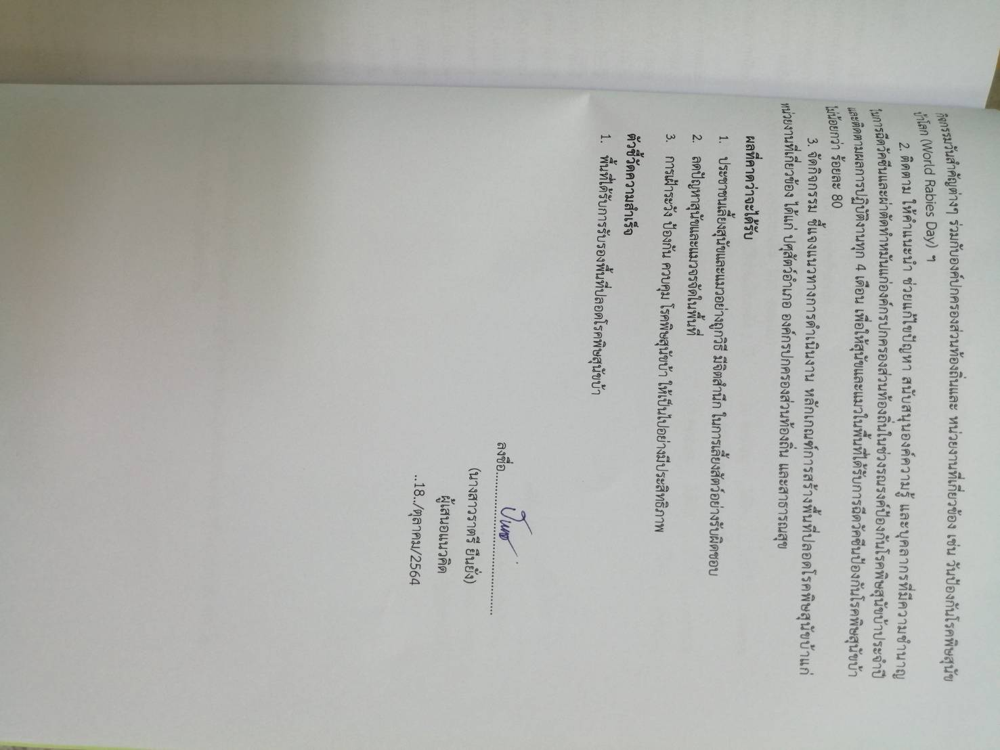 กิจกรรมวันสำคัญต่างๆ ร่วมกับองค์ปกครองส่วนท้องถิ่นและ หน่วยงานที่เกี่ยวข้อง เช่น วันป้องกันโรคพิษสุนัข
บ้าโลก (World Rabies Day) ฯ
2. ติดตาม ให้คำแนะนำ ช่วยแก้ไขปัญหา สนับสนุนองค์ความรู้ และบุคลากรที่มีความชำนาญ
ในการฉีดวัคซีนและผ่าตัดทำหมันแก่องค์กรปกครองส่วนท้องถิ่นในช่วงรณรงค์ป้องกันโรคพิษสุนัขบ้าประจำปี
และติดตามผลการปฏิบัติงานทุก 4 เดือน เพื่อให้สุนัขและแมวในพื้นที่ได้รับการฉีดวัคซีนป้องกันโรคพิษสุนัขบ้า
ไม่น้อยกว่า ร้อยละ 80
3. จัดกิจกรรม ชี้แจงแนวทางการดำเนินงาน หลักเกณฑ์การสร้างพื้นที่ปลอดโรคพิษสุนัขบ้าแก่
หน่วยงานที่เกี่ยวข้อง ได้แก่ ปศุสัตว์อำเภอ องค์กรปกครองส่วนท้องถิ่น และสาธารณสุข
ผลที่คาดว่าจะได้รับ
1. ประชาชนเลี้ยงสุนัขและแมวอย่างถูกวิธี มีจิตสำนึก ในการเลี้ยงสัตว์อย่างรับผิดชอบ
2. ลดปัญหาสุนัขและแมวจรจัดในพื้นที่
3. การเฝ้าระวัง ป้องกัน ควบคุม โรคพิษสุนัขบ้า ให้เป็นไปอย่างมีประสิทธิภาพ
ตัวชี้วัดความสำเร็จ
1. พื้นที่ได้รับการรับรองพื้นที่ปลอดโรคพิษสุนัขบ้า
ลงชื่อ..........................................
(นางสาวราตรี ยืนยั่ง)
ผู้เสนอแนวคิด
..18../ตุลาคม/2564